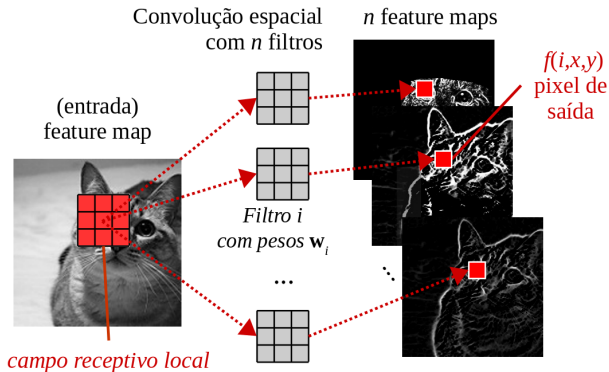 Convolução espacial
com n filtros
n feature maps
f(i,x,y)
pixel de
saída
(entrada)
feature map
Filtro i
com pesos wi
...
...
campo receptivo local